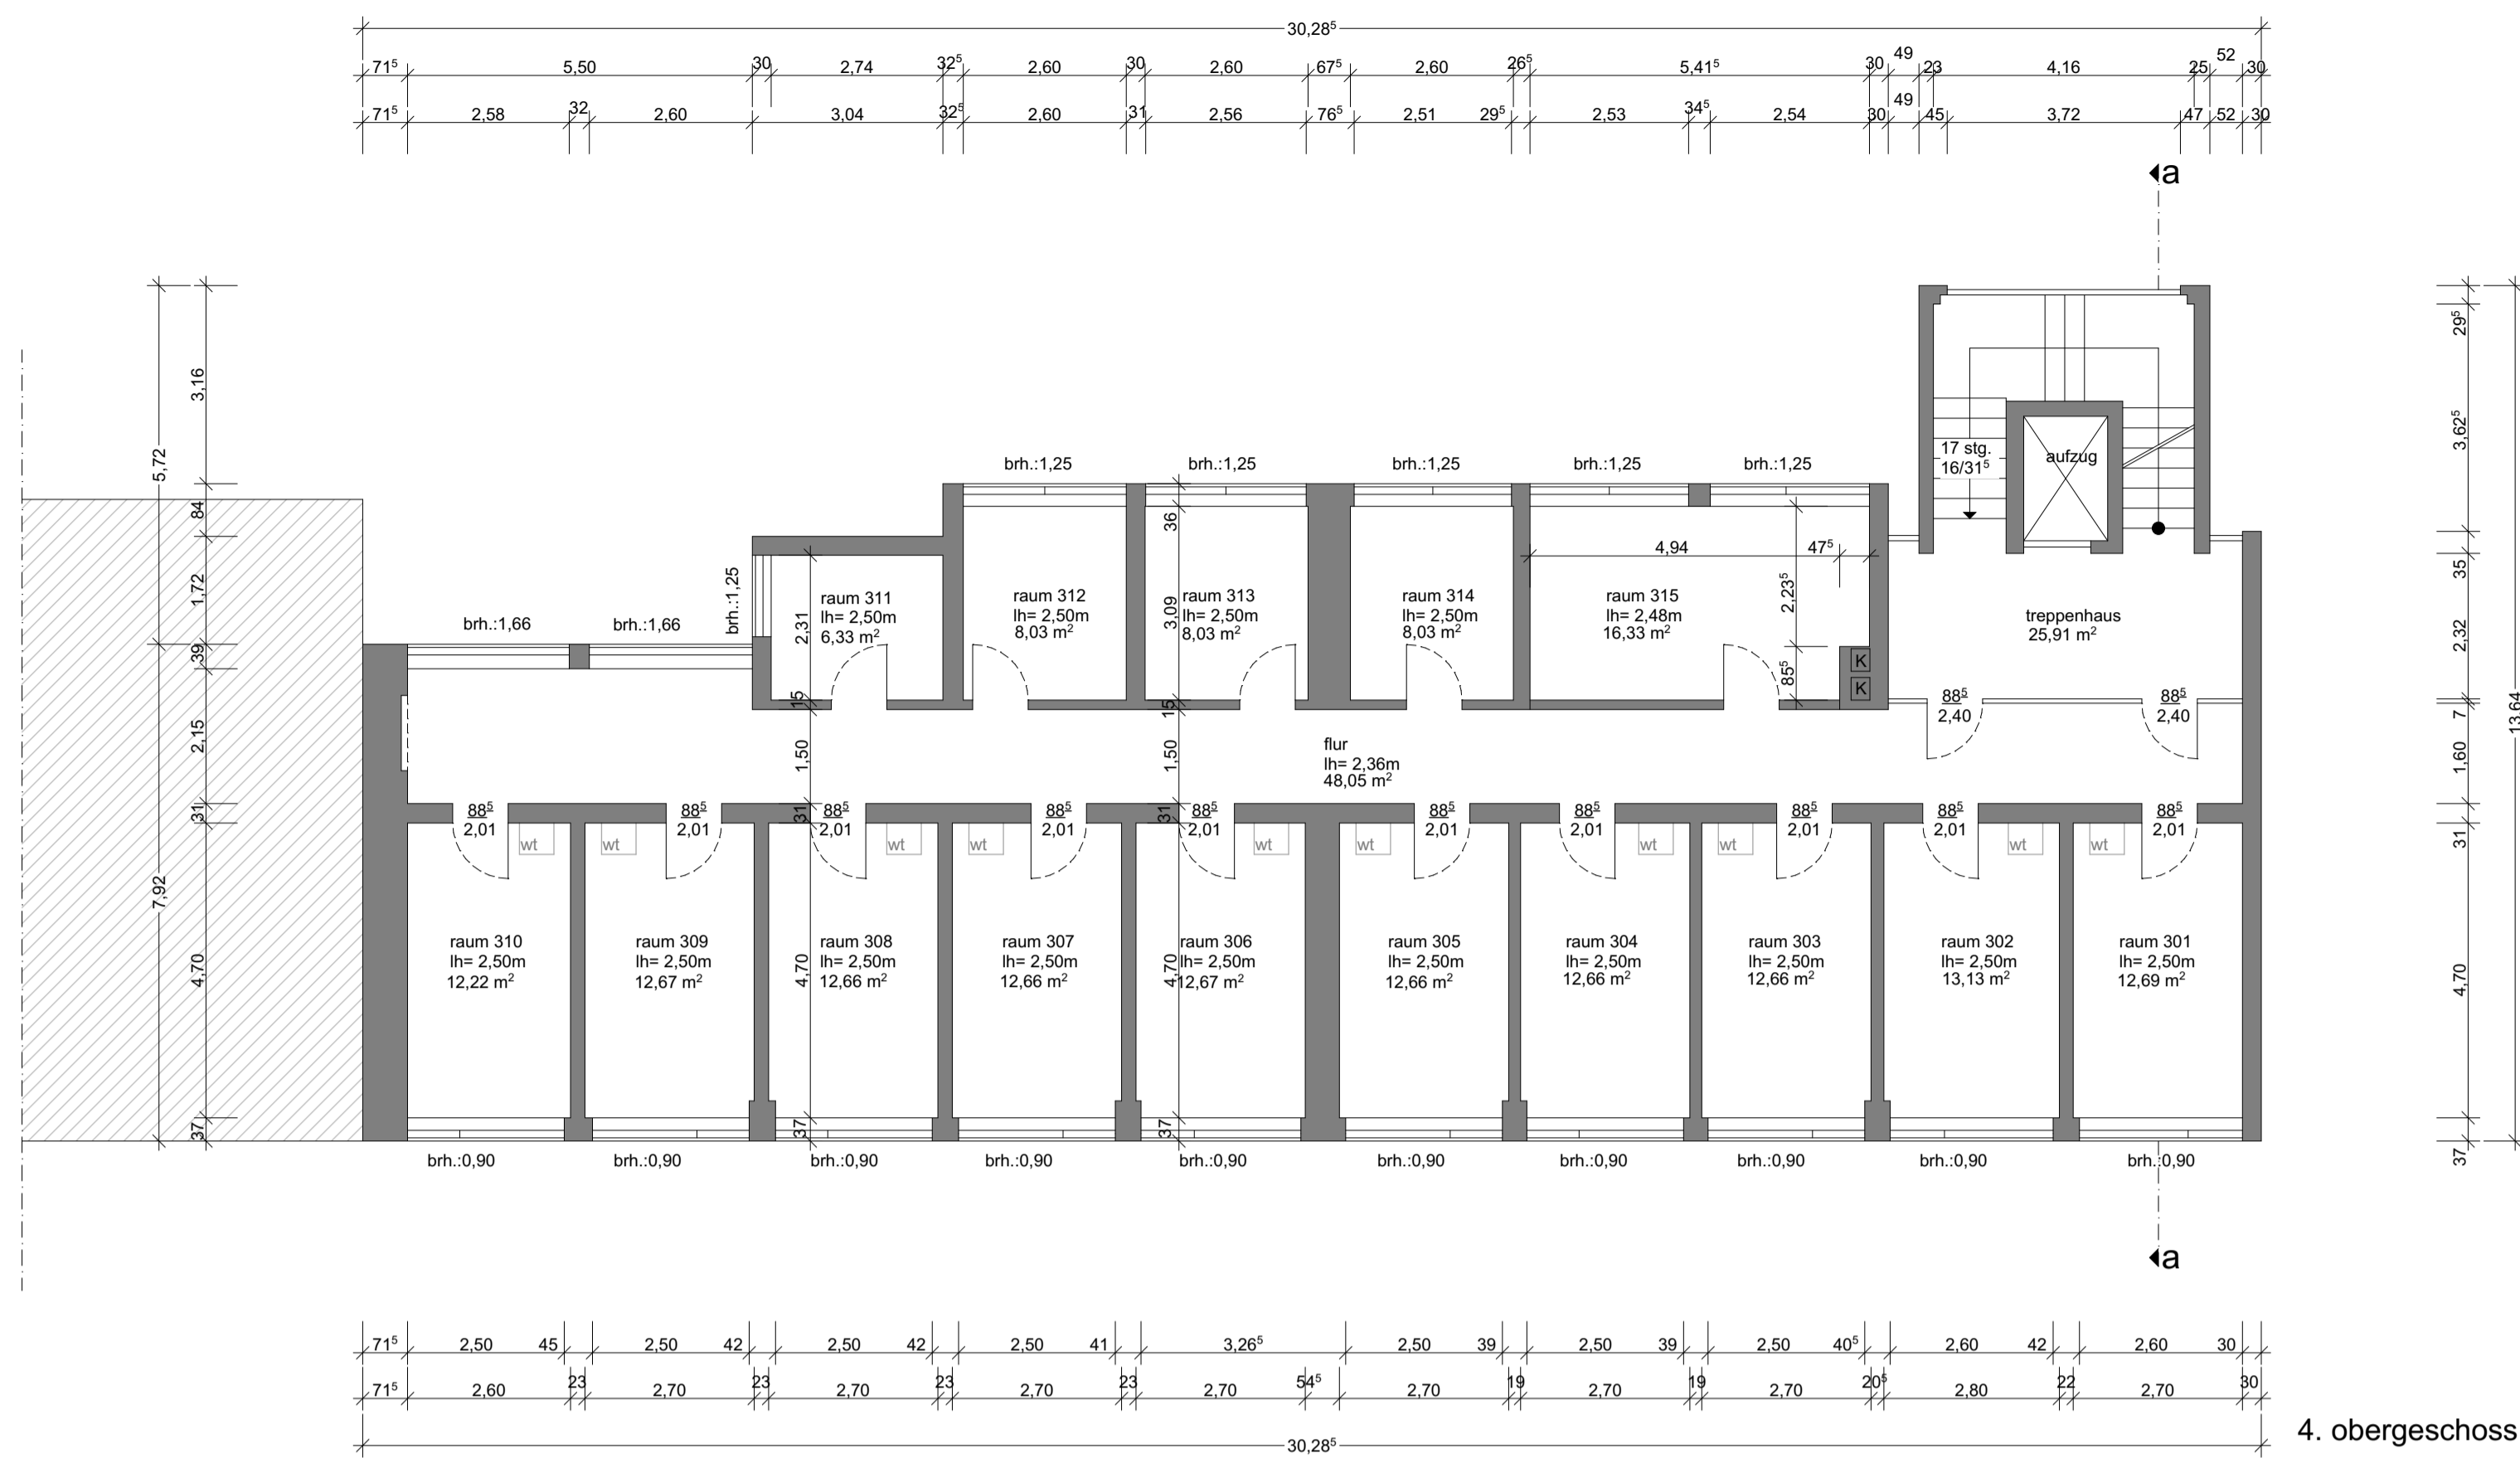 30,28⁵
71⁵ 5,50 30 2,74 32⁵ 2,60 30 2,60 67⁵ 2,60 26⁵ 5,41⁵ 30 49 23 4,16 25 52 30
71⁵ 2,58 32 2,60 3,04 32⁵ 2,60 31 2,56 76⁵ 2,51 29⁵ 2,53 34⁵ 2,54 30 49 45 3,72 47 52 30
a
5,72
7,92
3,16
84
1,72
39
2,15
31
4,70
37
brh.:1,25 brh.:1,25 brh.:1,25 brh.:1,25 brh.:1,25
17 stg.
16/31⁵
aufzug
brh.:1,66 brh.:1,66
brh.:1,25
raum 311
lh= 2,50m
6,33 m²
raum 312
lh= 2,50m
8,03 m²
raum 313
lh= 2,50m
8,03 m²
raum 314
lh= 2,50m
8,03 m²
raum 315
lh= 2,48m
16,33 m²
4,94 47⁵
2,23⁵
85⁵
K
K
treppenhaus
25,91 m²
88⁵
2,40
88⁵
2,40
2,31
15
1,50
31
4,70
37
36
3,09
15
1,50
31
4,70
37
flur
lh= 2,36m
48,05 m²
88⁵ 88⁵ 88⁵ 88⁵ 88⁵ 88⁵ 88⁵ 88⁵ 88⁵ 88⁵
2,01 2,01 2,01 2,01 2,01 2,01 2,01 2,01 2,01 2,01
wt wt wt wt wt wt wt wt wt wt
raum 310
lh= 2,50m
12,22 m²
raum 309
lh= 2,50m
12,67 m²
raum 308
lh= 2,50m
12,66 m²
raum 307
lh= 2,50m
12,66 m²
raum 306
lh= 2,50m
12,67 m²
raum 305
lh= 2,50m
12,66 m²
raum 304
lh= 2,50m
12,66 m²
raum 303
lh= 2,50m
12,66 m²
raum 302
lh= 2,50m
13,13 m²
raum 301
lh= 2,50m
12,69 m²
brh.:0,90 brh.:0,90 brh.:0,90 brh.:0,90 brh.:0,90 brh.:0,90 brh.:0,90 brh.:0,90 brh.:0,90 brh.:0,90
29⁵
3,62⁵
35
2,32
7
1,60
31
4,70
37
13,64
a
71⁵ 2,50 45 2,50 42 2,50 42 2,50 41 3,26⁵ 2,50 39 2,50 39 2,50 40⁵ 2,60 42 2,60 30
71⁵ 2,60 23 2,70 23 2,70 23 2,70 23 2,70 54⁵ 2,70 19 2,70 19 2,70 20⁵ 2,80 22 2,70 30
30,28⁵
4. obergeschoss